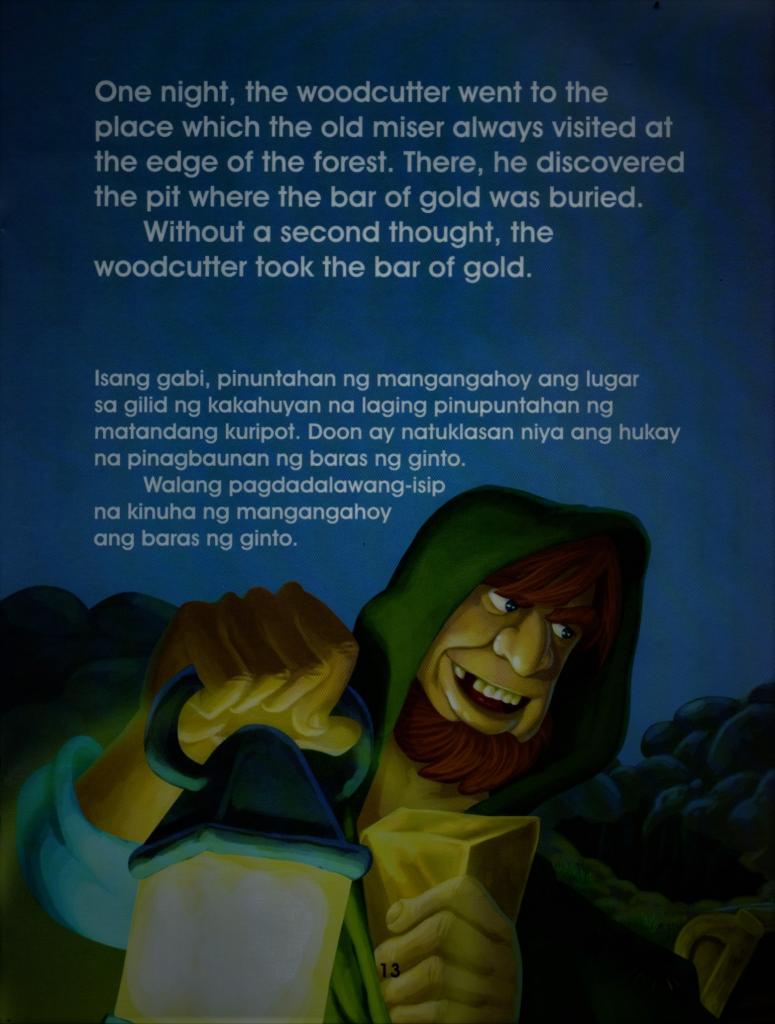 One night, the woodcutter went to the
place which the old miser always visited at
the edge of the forest. There, he discovered
the pit where the bar of gold was buried.
Without a second thought, the
woodcutter took the bar of gold.
Isang gabi, pinuntahan ng mangangahoy ang lugar
sa gilid ng kakahuyan na laging pinupuntahan ng
matandang kuripot. Doon ay natuklasan niya ang hukay
na pinagbaunan ng baras ng ginto.
Walang pagdadalawang-isip
na kinuha ng mangangahoy
ang baras ng ginto.
13